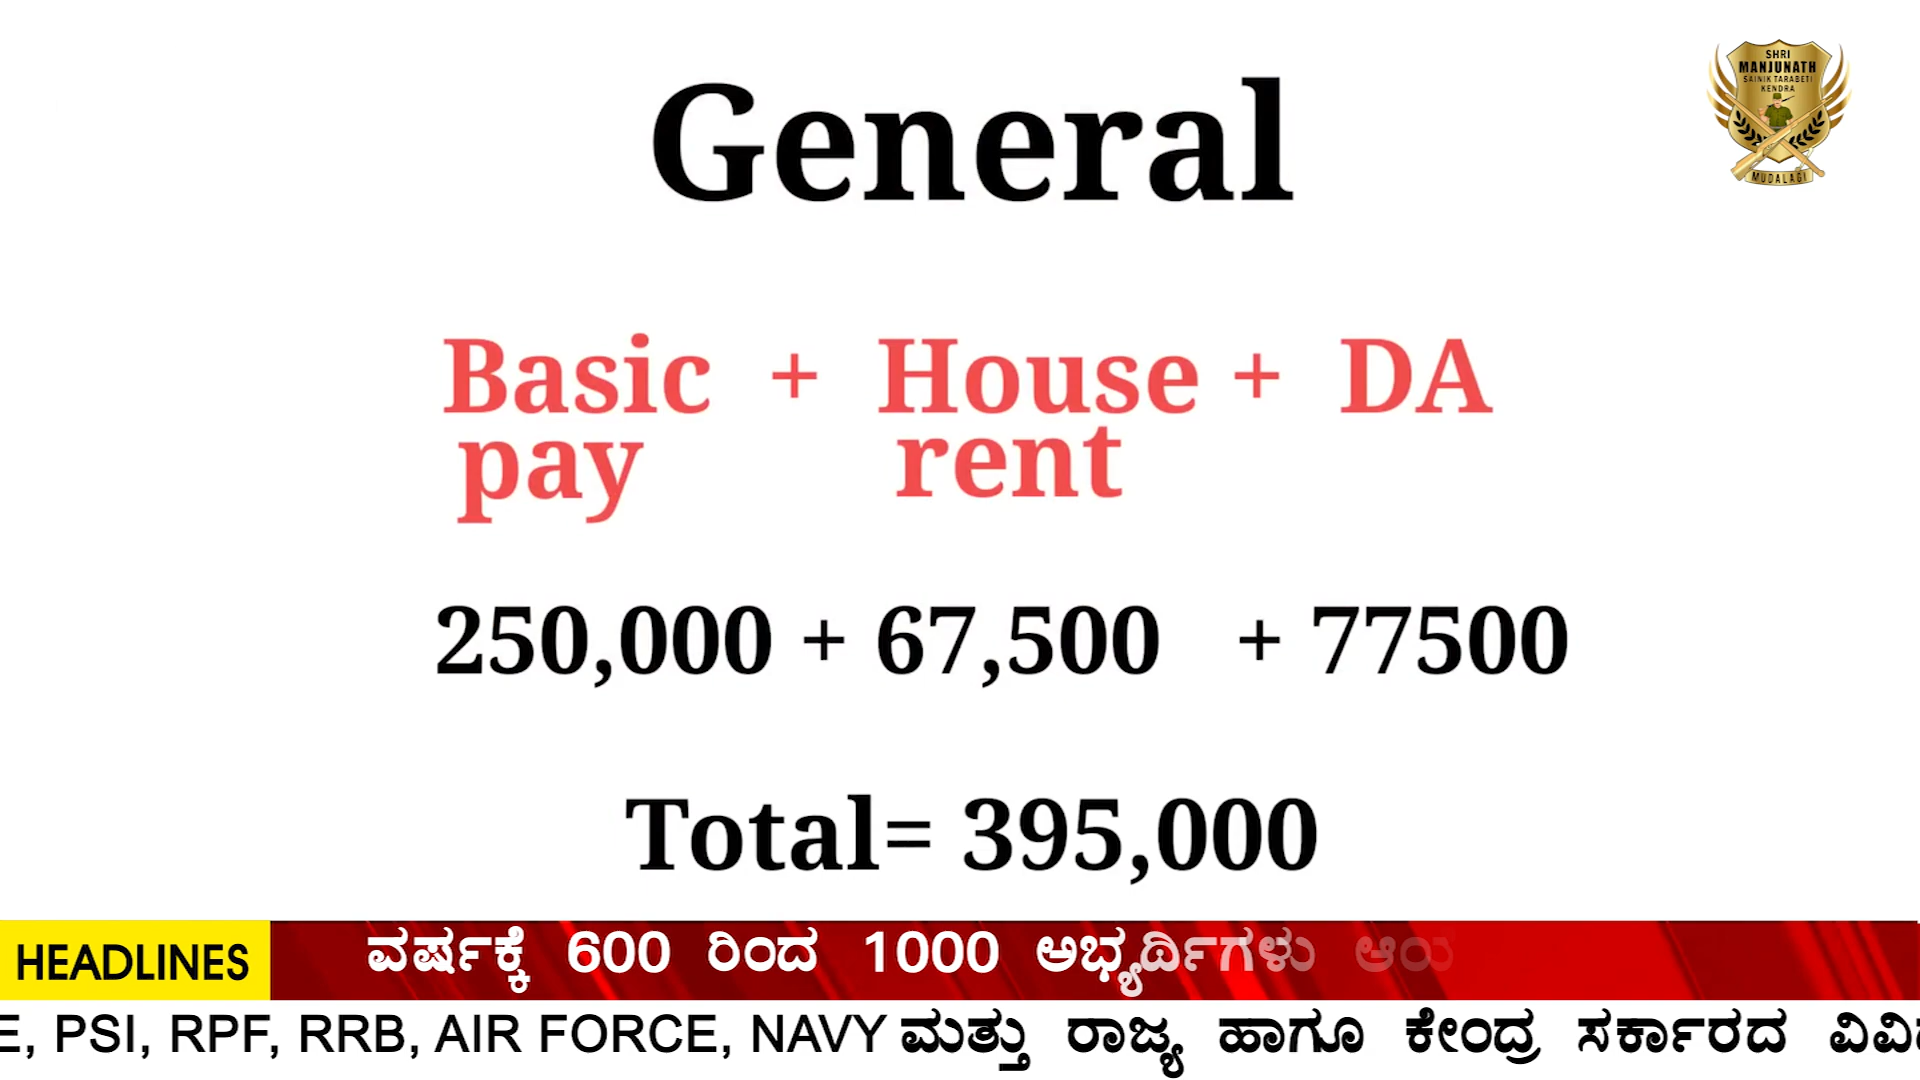 SHRI
MANJUNATH
SAINIK TARABETI
KENDRA
MUDALAGI
General
Basic + House + DA
pay rent
250,000 + 67,500 + 77500
Total= 395,000
HEADLINES
ವರ್ಷಕ್ಕೆ 600 ರಿಂದ 1000 ಅಭ್ಯರ್ಥಿಗಳು ಆಯ
E, PSI, RPF, RRB, AIR FORCE, NAVY ಮತ್ತು ರಾಜ್ಯ ಹಾಗೂ ಕೇಂದ್ರ ಸರ್ಕಾರದ